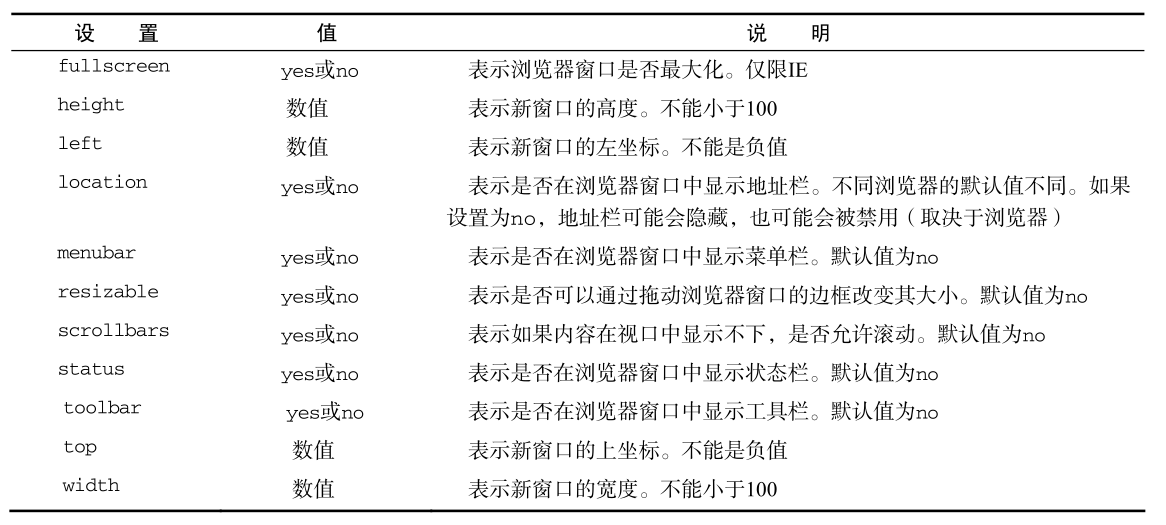 设 置 值 说 明
fullscreen yes或no 表示浏览器窗口是否最大化。仅限IE
height 数值 表示新窗口的高度。不能小于100
left 数值 表示新窗口的左坐标。不能是负值
location yes或no 表示是否在浏览器窗口中显示地址栏。不同浏览器的默认值不同。如果
设置为no，地址栏可能会隐藏，也可能会被禁用（取决于浏览器）
menubar yes或no 表示是否在浏览器窗口中显示菜单栏。默认值为no
resizable yes或no 表示是否可以通过拖动浏览器窗口的边框改变其大小。默认值为no
scrollbars yes或no 表示如果内容在视口中显示不下，是否允许滚动。默认值为no
status yes或no 表示是否在浏览器窗口中显示状态栏。默认值为no
toolbar yes或no 表示是否在浏览器窗口中显示工具栏。默认值为no
top 数值 表示新窗口的上坐标。不能是负值
width 数值 表示新窗口的宽度。不能小于100